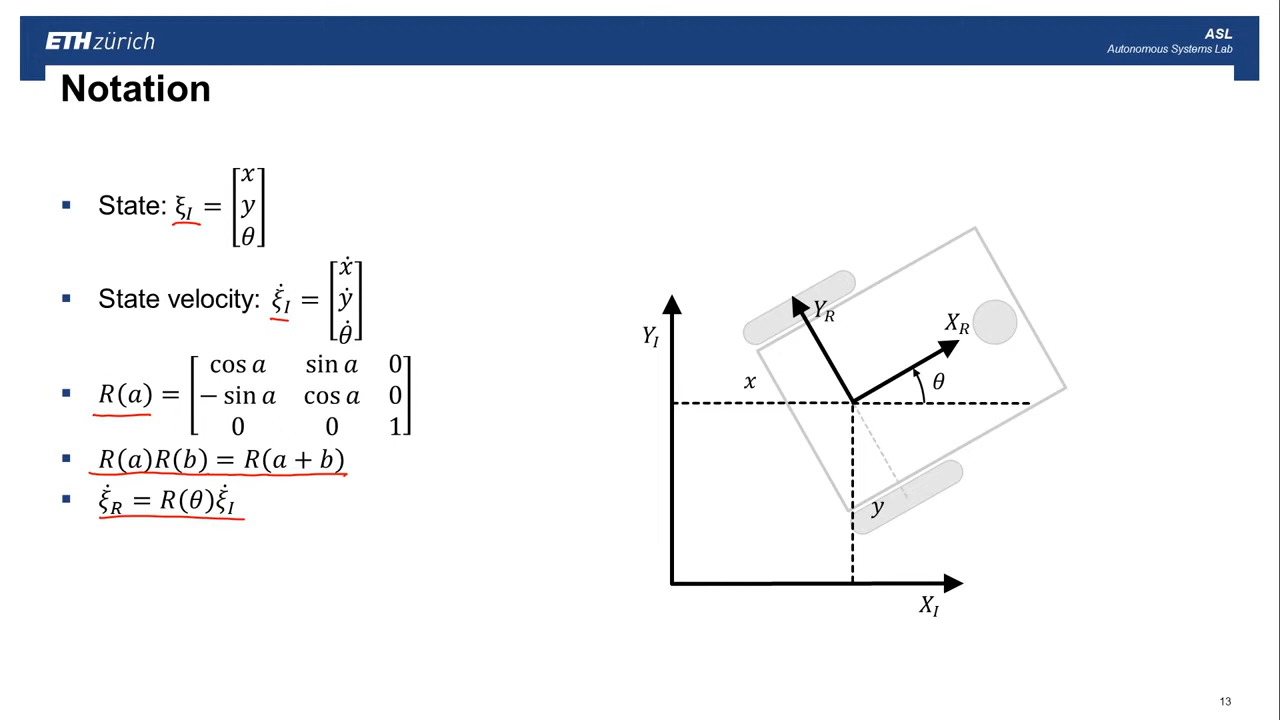 ETH zürich
ASL
Autonomous Systems Lab
Notation
▪ State: ξ_I = [x y θ]
▪ State velocity: ξ̇_I = [ẋ ẏ θ̇]
▪ R(a) = [cos a sin a 0
− sin a cos a 0
0 0 1]
▪ R(a)R(b) = R(a + b)
▪ ξ̇_R = R(θ)ξ̇_I
Y_I
Y_R
X_R
x
θ
y
X_I
13